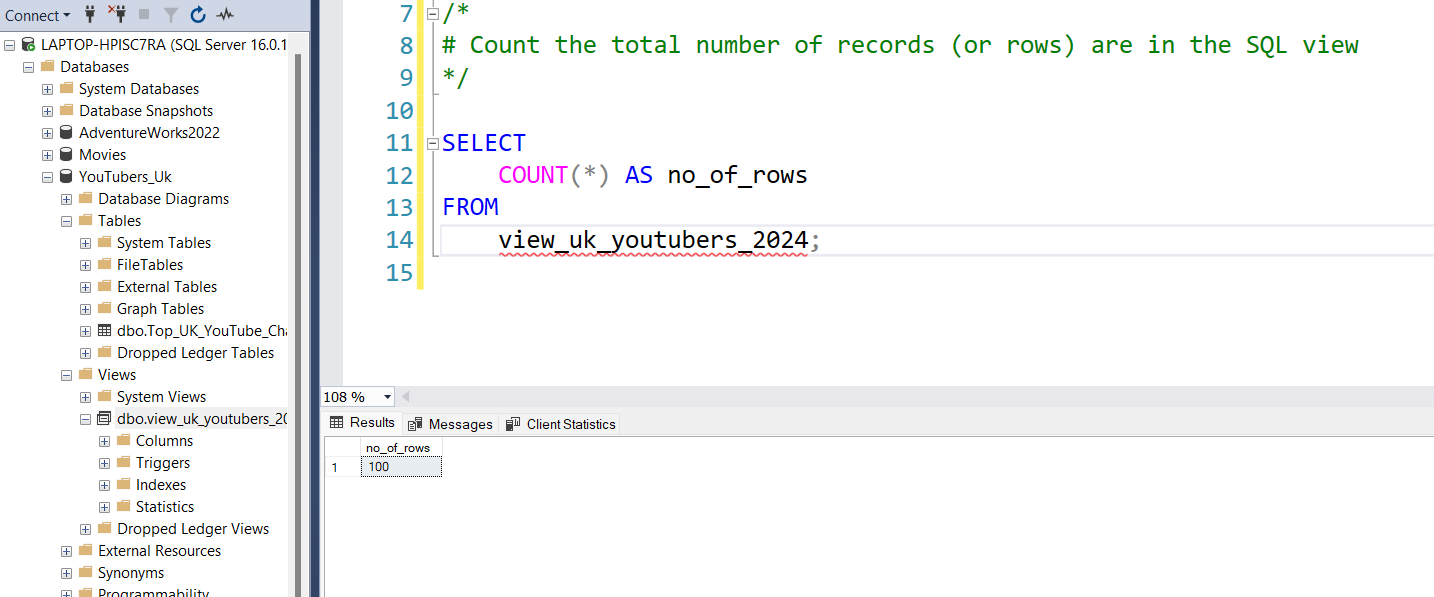 Connect
LAPTOP-HPISC7RA (SQL Server 16.0.1
Databases
System Databases
Database Snapshots
AdventureWorks2022
Movies
YouTubers_Uk
Database Diagrams
Tables
System Tables
FileTables
External Tables
Graph Tables
dbo.Top_UK_YouTube_Cha
Dropped Ledger Tables
Views
System Views
dbo.view_uk_youtubers_20
Columns
Triggers
Indexes
Statistics
Dropped Ledger Views
External Resources
Synonyms
Programmability
7 /*
8 # Count the total number of records (or rows) are in the SQL view
9 */
10
11 SELECT
12 COUNT(*) AS no_of_rows
13 FROM
14 view_uk_youtubers_2024;
15
108 %
Results Messages Client Statistics
no_of_rows
1 100